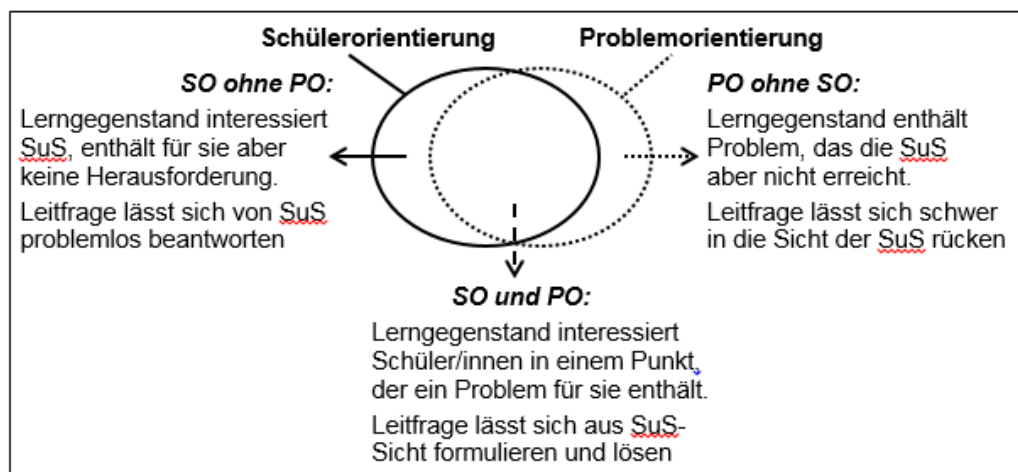 Schülerorientierung
Problemorientierung
SO ohne PO:
Lerngegenstand interessiert
SuS, enthält für sie aber
keine Herausforderung.
Leitfrage lässt sich von SuS
problemlos beantworten
PO ohne SO:
Lerngegenstand enthält
Problem, das die SuS
aber nicht erreicht.
Leitfrage lässt sich schwer
in die Sicht der SuS rücken
SO und PO:
Lerngegenstand interessiert
Schüler/innen in einem Punkt,
der ein Problem für sie enthält.
Leitfrage lässt sich aus SuS-
Sicht formulieren und lösen